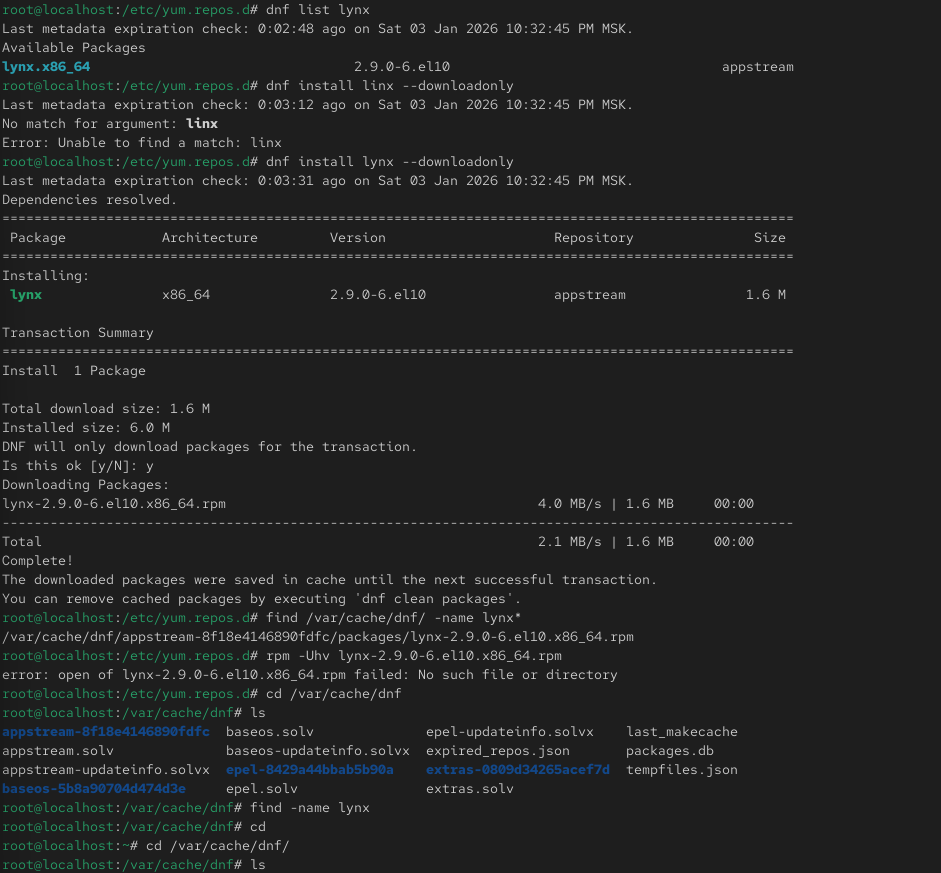 root@localhost:/etc/yum.repos.d# dnf list lynx
Last metadata expiration check: 0:02:48 ago on Sat 03 Jan 2026 10:32:45 PM MSK.
Available Packages
lynx.x86_64 2.9.0-6.el10 appstream
root@localhost:/etc/yum.repos.d# dnf install linx --downloadonly
Last metadata expiration check: 0:03:12 ago on Sat 03 Jan 2026 10:32:45 PM MSK.
No match for argument: linx
Error: Unable to find a match: linx
root@localhost:/etc/yum.repos.d# dnf install lynx --downloadonly
Last metadata expiration check: 0:03:31 ago on Sat 03 Jan 2026 10:32:45 PM MSK.
Dependencies resolved.
===================================================================================================
Package Architecture Version Repository Size
===================================================================================================
Installing:
lynx x86_64 2.9.0-6.el10 appstream 1.6 M
Transaction Summary
===================================================================================================
Install 1 Package
Total download size: 1.6 M
Installed size: 6.0 M
DNF will only download packages for the transaction.
Is this ok [y/N]: y
Downloading Packages:
lynx-2.9.0-6.el10.x86_64.rpm 4.0 MB/s | 1.6 MB 00:00
---------------------------------------------------------------------------------------------------
Total 2.1 MB/s | 1.6 MB 00:00
Complete!
The downloaded packages were saved in cache until the next successful transaction.
You can remove cached packages by executing 'dnf clean packages'.
root@localhost:/etc/yum.repos.d# find /var/cache/dnf/ -name lynx*
/var/cache/dnf/appstream-8f18e4146890fdfc/packages/lynx-2.9.0-6.el10.x86_64.rpm
root@localhost:/etc/yum.repos.d# rpm -Uhv lynx-2.9.0-6.el10.x86_64.rpm
error: open of lynx-2.9.0-6.el10.x86_64.rpm failed: No such file or directory
root@localhost:/etc/yum.repos.d# cd /var/cache/dnf
root@localhost:/var/cache/dnf# ls
appstream-8f18e4146890fdfc baseos.solv epel-updateinfo.solvx last_makecache
appstream.solv baseos-updateinfo.solvx expired_repos.json packages.db
appstream-updateinfo.solvx epel-8429a44bbab5b90a extras-0809d34265acef7d tempfiles.json
baseos-5b8a90704d474d3e epel.solv extras.solv
root@localhost:/var/cache/dnf# find -name lynx
root@localhost:/var/cache/dnf# cd
root@localhost:~# cd /var/cache/dnf/
root@localhost:/var/cache/dnf# ls